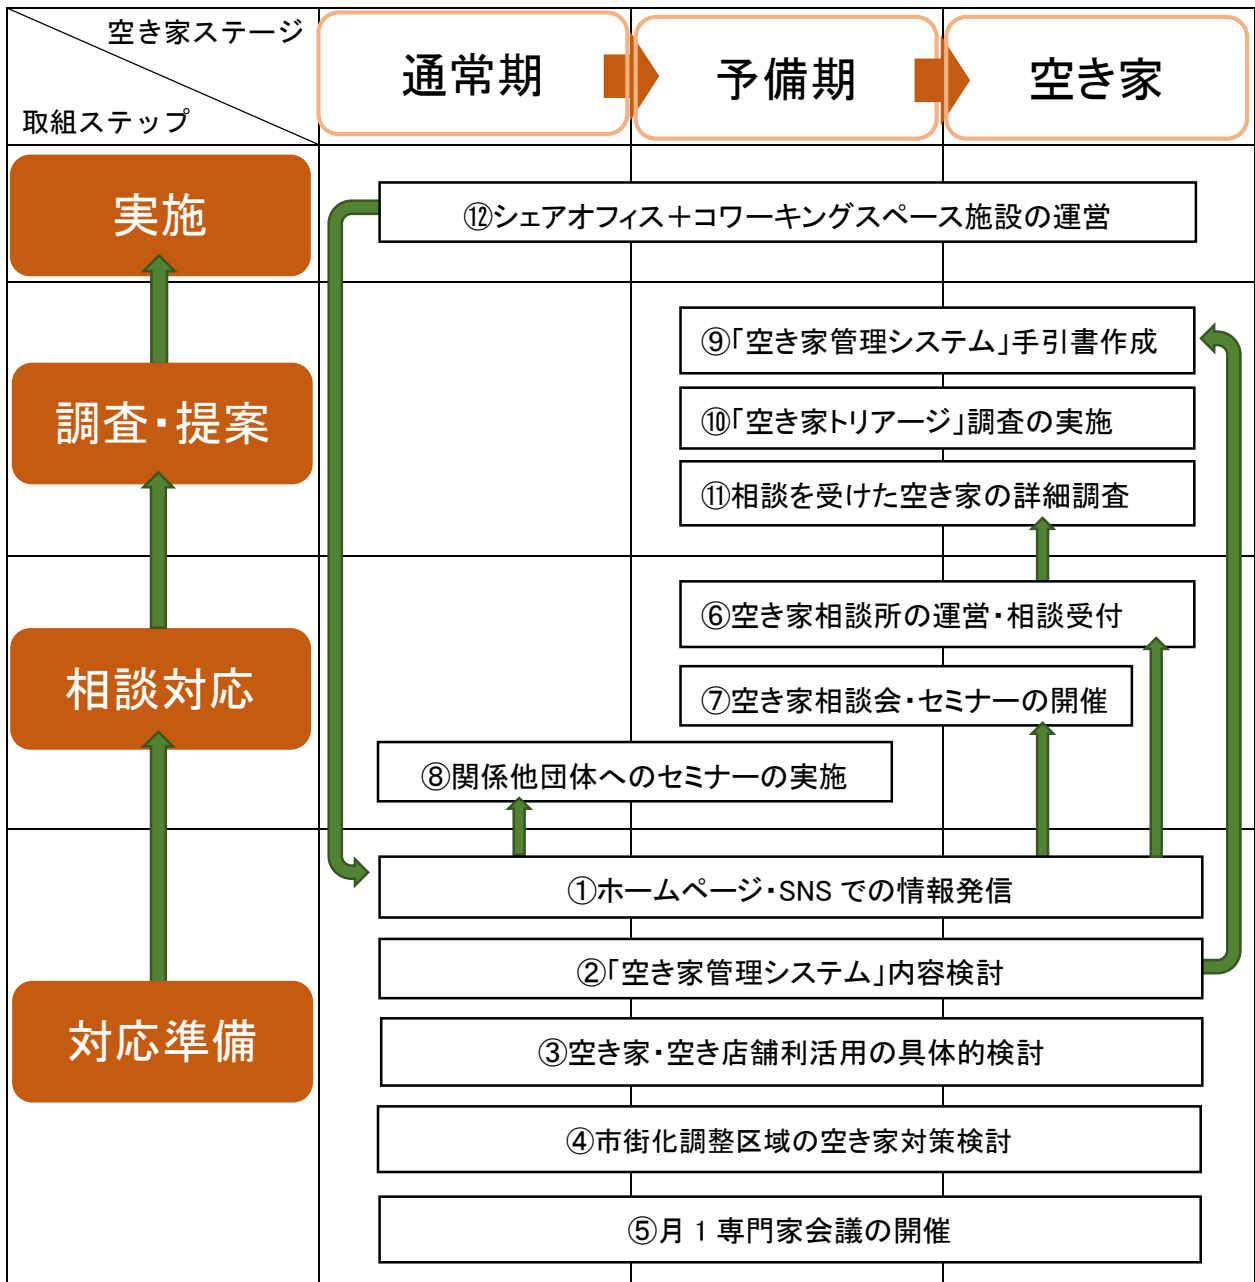 空き家ステージ
取組ステップ
通常期
予備期
空き家
実施
⑫シェアオフィス＋コワーキングスペース施設の運営
調査・提案
⑨「空き家管理システム」手引書作成
⑩「空き家トリアージ」調査の実施
⑪相談を受けた空き家の詳細調査
相談対応
⑥空き家相談所の運営・相談受付
⑦空き家相談会・セミナーの開催
⑧関係他団体へのセミナーの実施
対応準備
①ホームページ・SNS での情報発信
②「空き家管理システム」内容検討
③空き家・空き店舗利活用の具体的検討
④市街化調整区域の空き家対策検討
⑤月 1 専門家会議の開催